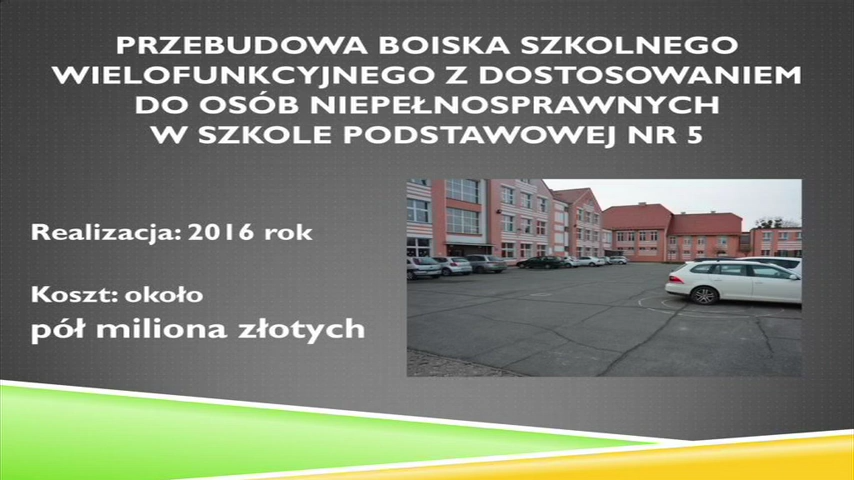 PRZEBUDOWA BOISKA SZKOLNEGO
WIELOFUNKCYJNEGO Z DOSTOSOWANIEM
DO OSÓB NIEPEŁNOSPRAWNYCH
W SZKOLE PODSTAWOWEJ NR 5
Realizacja: 2016 rok
Koszt: około
pół miliona złotych